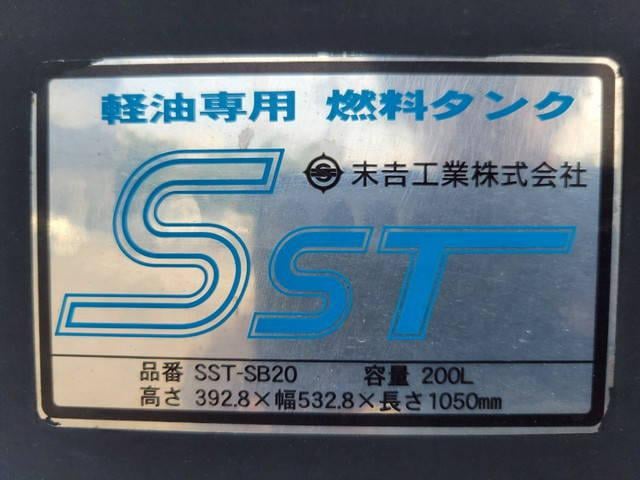 軽油専用 燃料タンク
末吉工業株式会社
SST
品番 SST-SB20 容量 200L
高さ 392.8×幅532.8×長さ1050mm